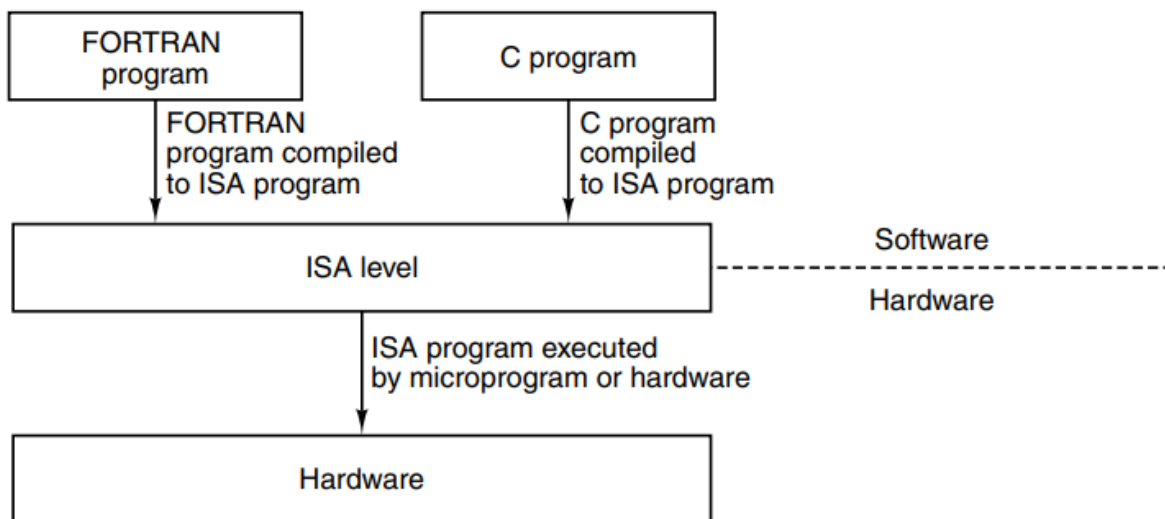 FORTRAN
program
C program
FORTRAN
program compiled
to ISA program
C program
compiled
to ISA program
ISA level
Software
Hardware
ISA program executed
by microprogram or hardware
Hardware